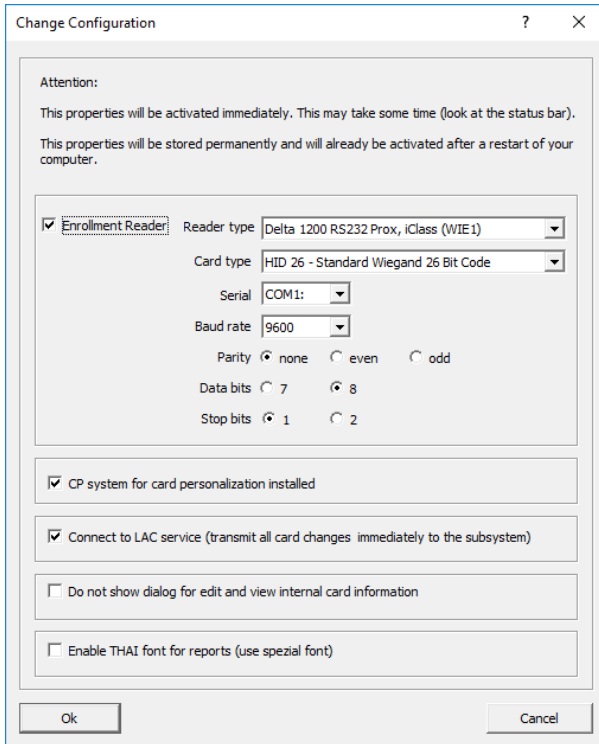 Change Configuration
Attention:
This properties will be activated immediately. This may take some time (look at the status bar).
This properties will be stored permanently and will already be activated after a restart of your
computer.
Enrollment Reader
Reader type Delta 1200 RS232 Prox, iClass (WIE1)
Card type HID 26 - Standard Wiegand 26 Bit Code
Serial COM1:
Baud rate 9600
Parity none even odd
Data bits 7 8
Stop bits 1 2
CP system for card personalization installed
Connect to LAC service (transmit all card changes immediately to the subsystem)
Do not show dialog for edit and view internal card information
Enable THAI font for reports (use spezial font)
Ok Cancel